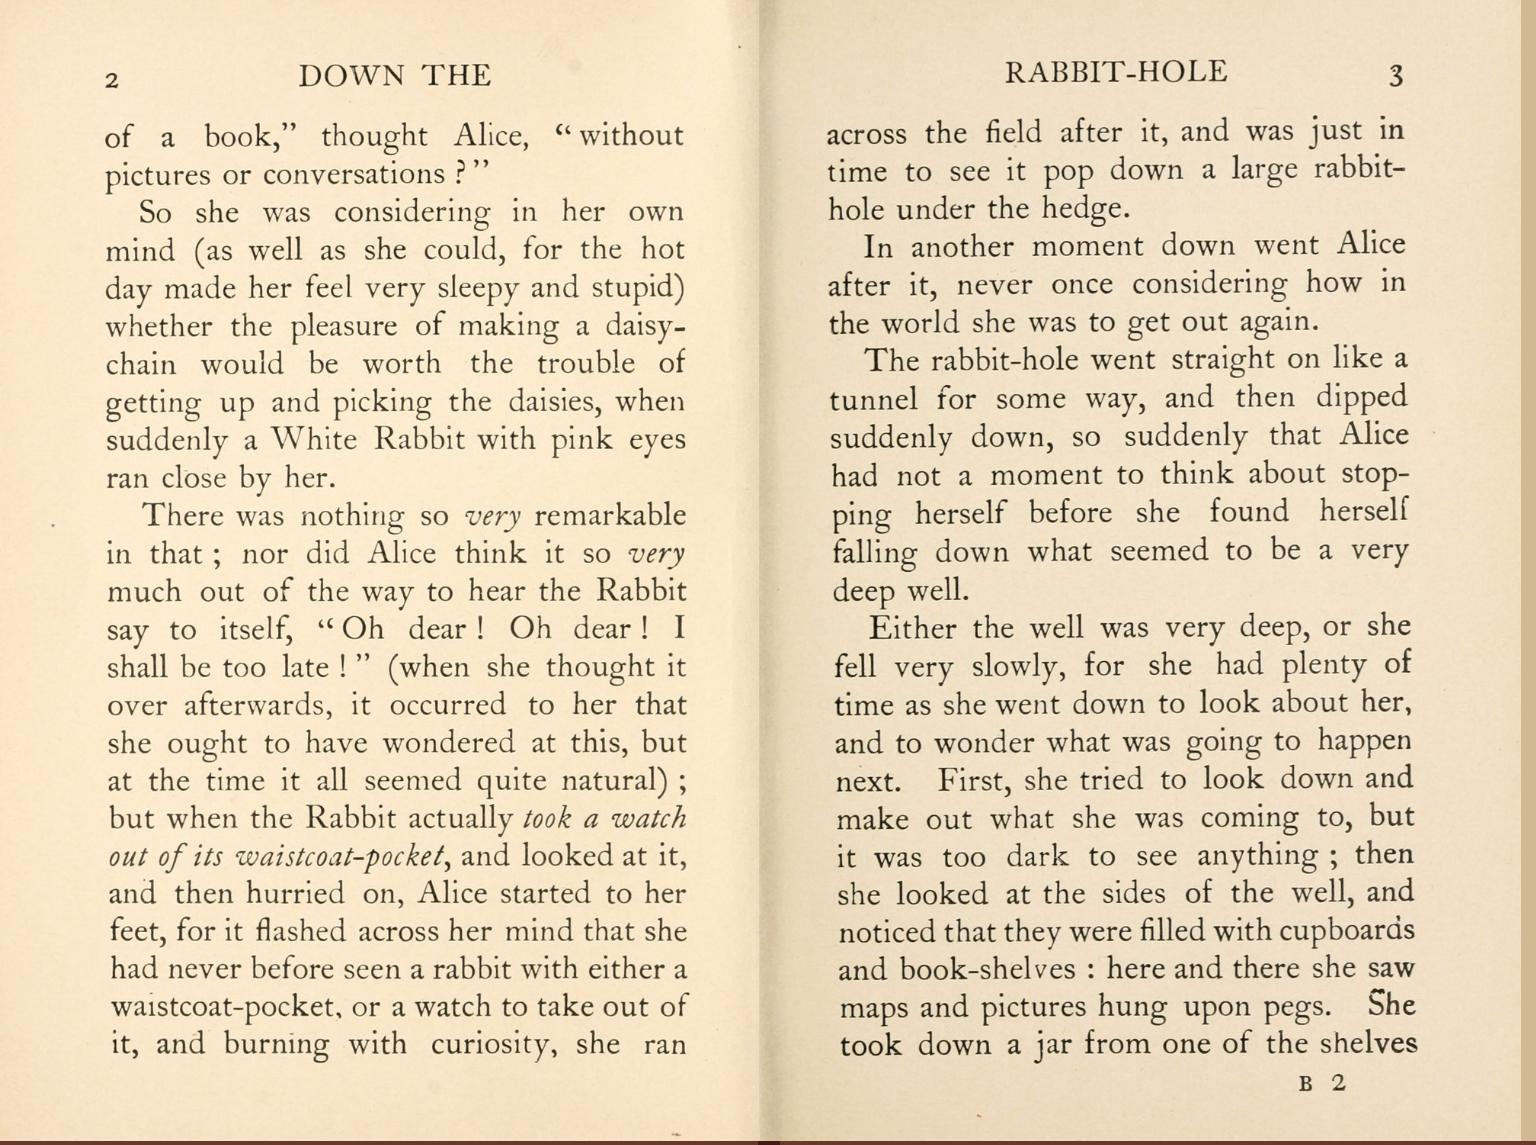 2 DOWN THE
of a book,” thought Alice, “ without
pictures or conversations ? ”
So she was considering in her own
mind (as well as she could, for the hot
day made her feel very sleepy and stupid)
whether the pleasure of making a daisy-
chain would be worth the trouble of
getting up and picking the daisies, when
suddenly a White Rabbit with pink eyes
ran close by her.
There was nothing so very remarkable
in that ; nor did Alice think it so very
much out of the way to hear the Rabbit
say to itself, “ Oh dear ! Oh dear ! I
shall be too late ! ” (when she thought it
over afterwards, it occurred to her that
she ought to have wondered at this, but
at the time it all seemed quite natural) ;
but when the Rabbit actually took a watch
out of its waistcoat-pocket, and looked at it,
and then hurried on, Alice started to her
feet, for it flashed across her mind that she
had never before seen a rabbit with either a
waistcoat-pocket, or a watch to take out of
it, and burning with curiosity, she ran
RABBIT-HOLE 3
across the field after it, and was just in
time to see it pop down a large rabbit-
hole under the hedge.
In another moment down went Alice
after it, never once considering how in
the world she was to get out again.
The rabbit-hole went straight on like a
tunnel for some way, and then dipped
suddenly down, so suddenly that Alice
had not a moment to think about stop-
ping herself before she found herself
falling down what seemed to be a very
deep well.
Either the well was very deep, or she
fell very slowly, for she had plenty of
time as she went down to look about her,
and to wonder what was going to happen
next. First, she tried to look down and
make out what she was coming to, but
it was too dark to see anything ; then
she looked at the sides of the well, and
noticed that they were filled with cupboards
and book-shelves : here and there she saw
maps and pictures hung upon pegs. She
took down a jar from one of the shelves
B 2